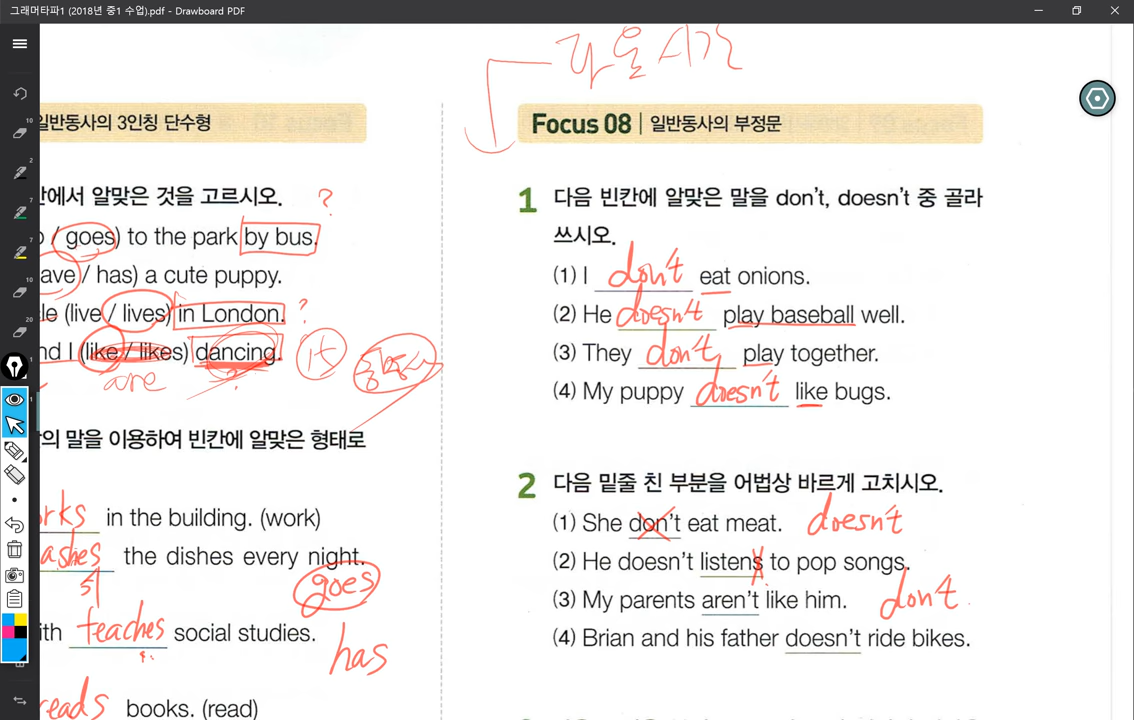 그래머타파1 (2018년 중1 수업).pdf - Drawboard PDF
다음시간
일반동사의 3인칭 단수형
에서 알맞은 것을 고르시오.
?
/ goes) to the park by bus.
ave / has) a cute puppy.
le (live / lives) in London.
?
nd I (like / likes) dancing.
are
?
의 말을 이용하여 빈칸에 알맞은 형태로
orks in the building. (work)
ashes the dishes every night.
goes
ith teaches social studies.
has
reads books. (read)
Focus 08 | 일반동사의 부정문
1 다음 빈칸에 알맞은 말을 don't, doesn't 중 골라
쓰시오.
(1) I don't eat onions.
(2) He doesn't play baseball well.
(3) They don't play together.
(4) My puppy doesn't like bugs.
2 다음 밑줄 친 부분을 어법상 바르게 고치시오.
(1) She don't eat meat. doesn't
(2) He doesn't listens to pop songs.
(3) My parents aren't like him. don't
(4) Brian and his father doesn't ride bikes.